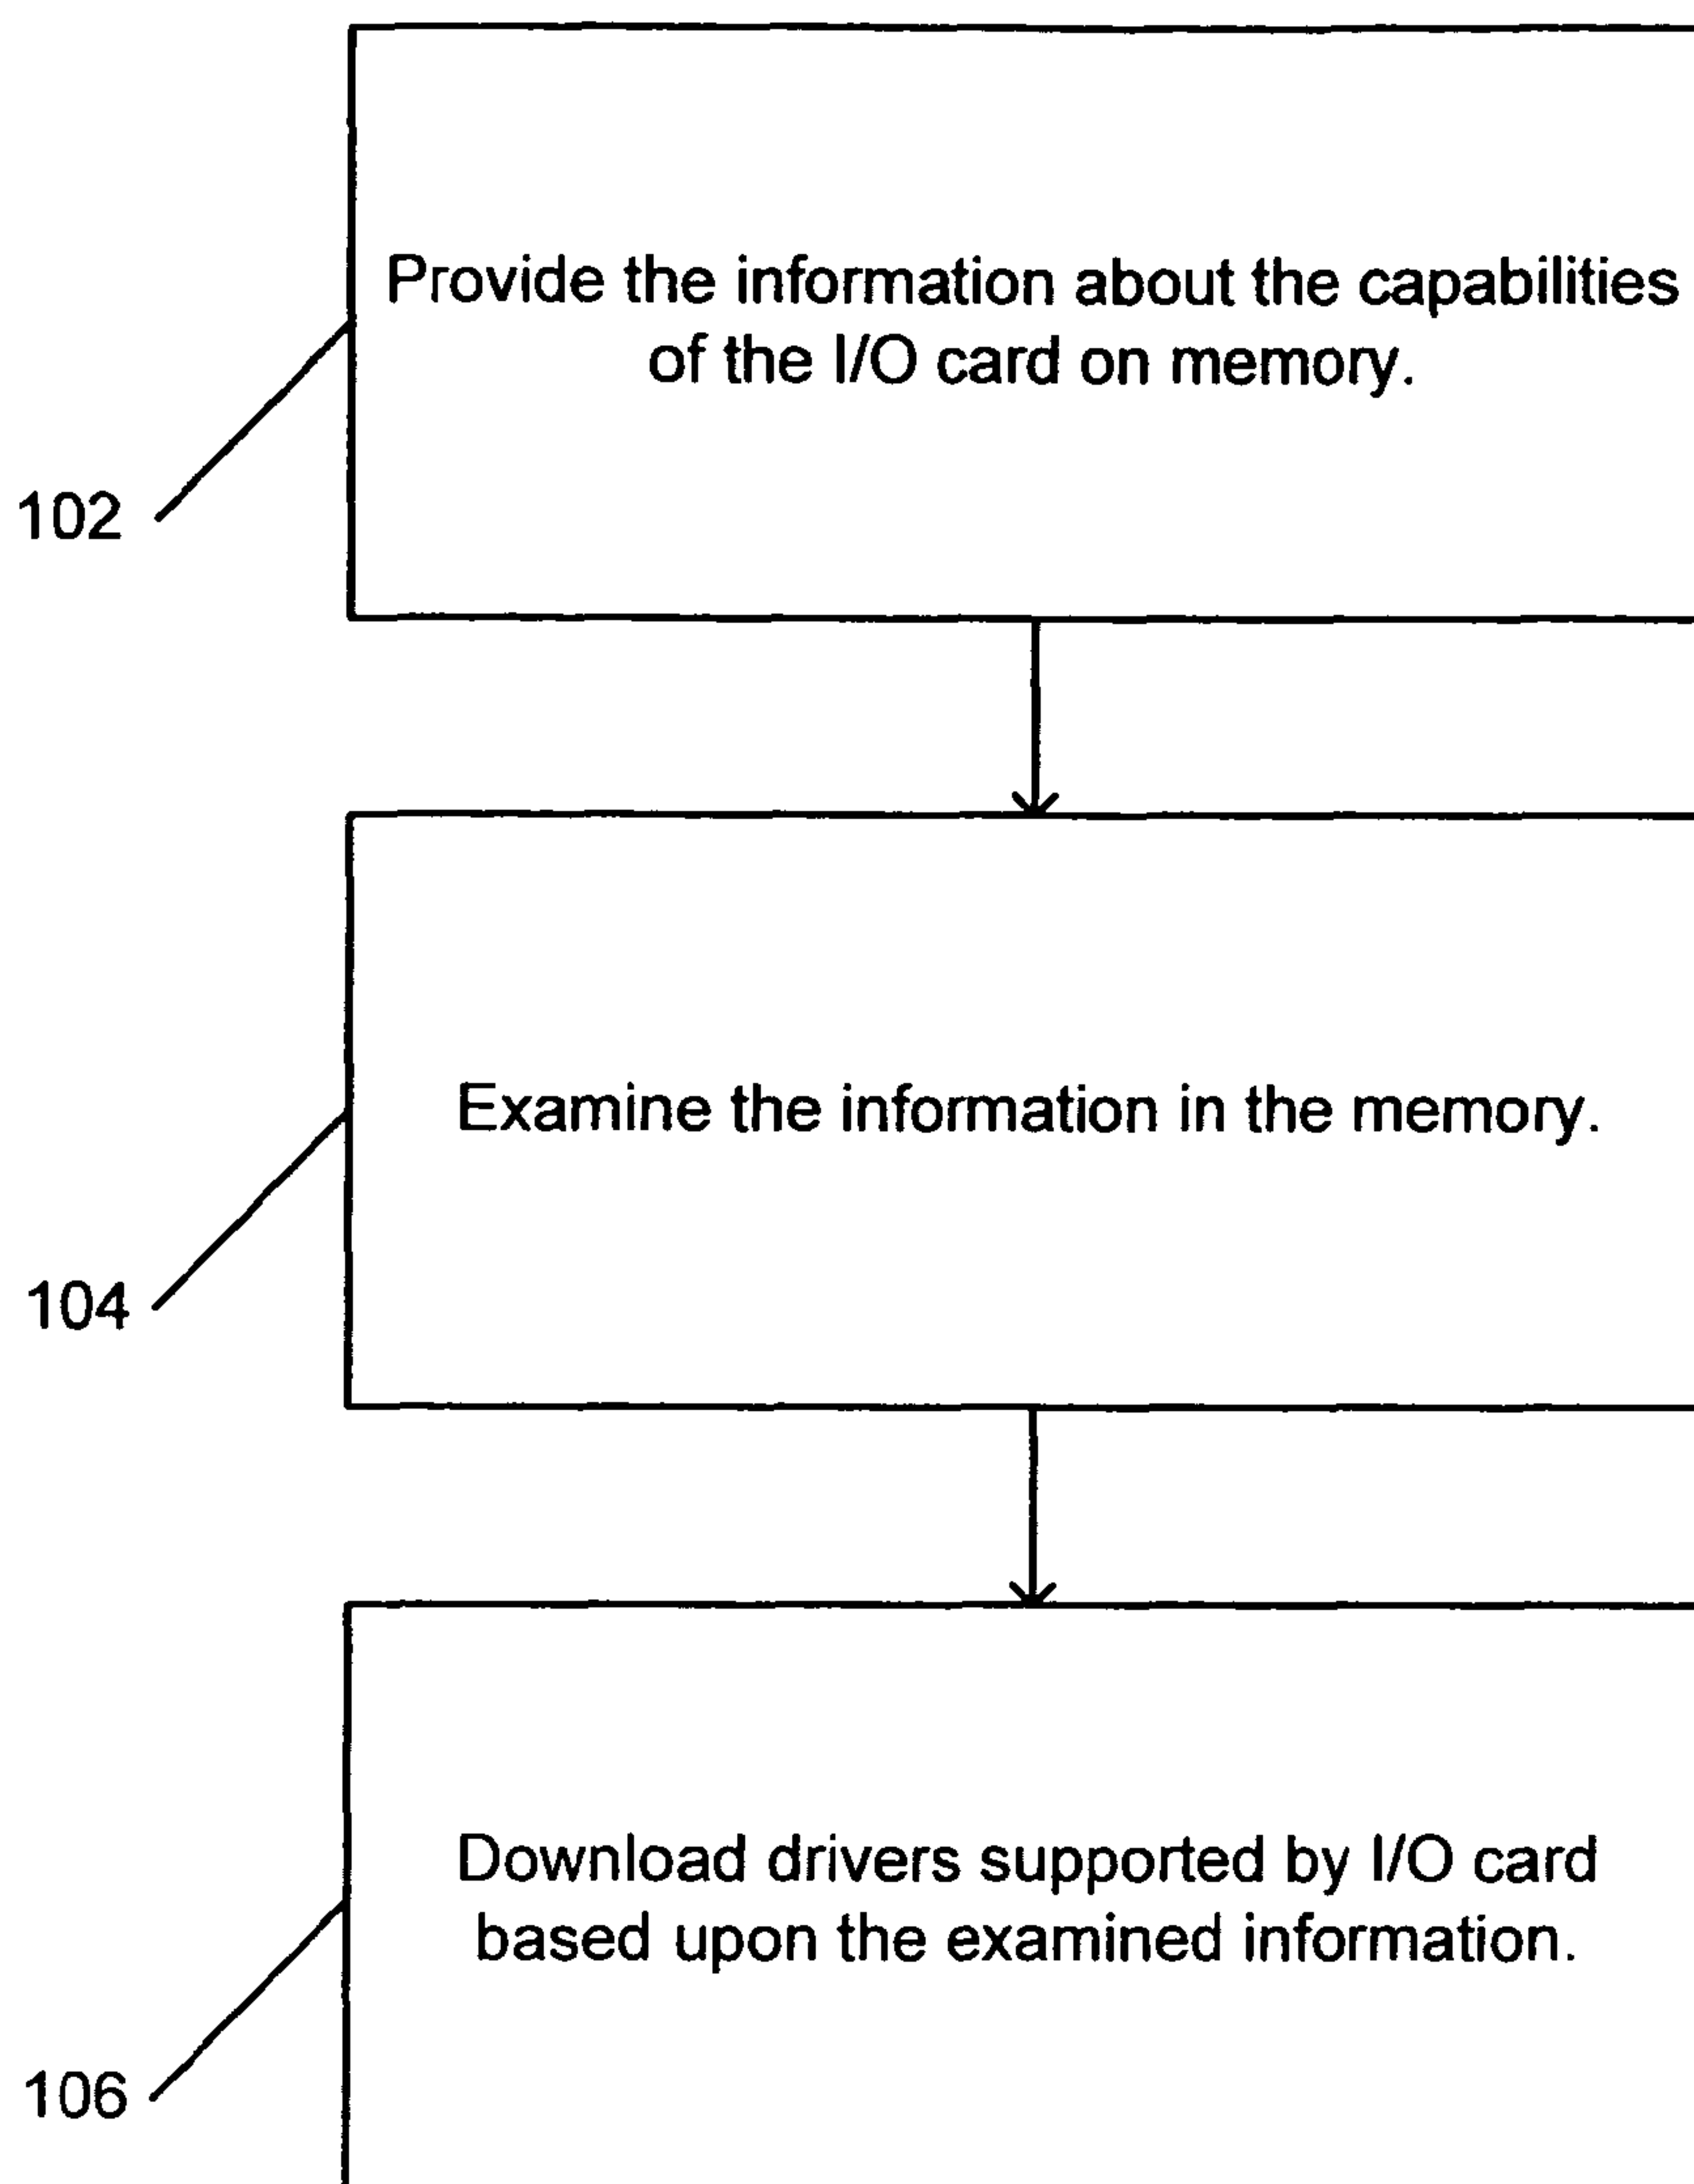 Provide the information about the capabilities
of the I/O card on memory.
102
Examine the information in the memory.
104
Download drivers supported by I/O card
based upon the examined information.
106